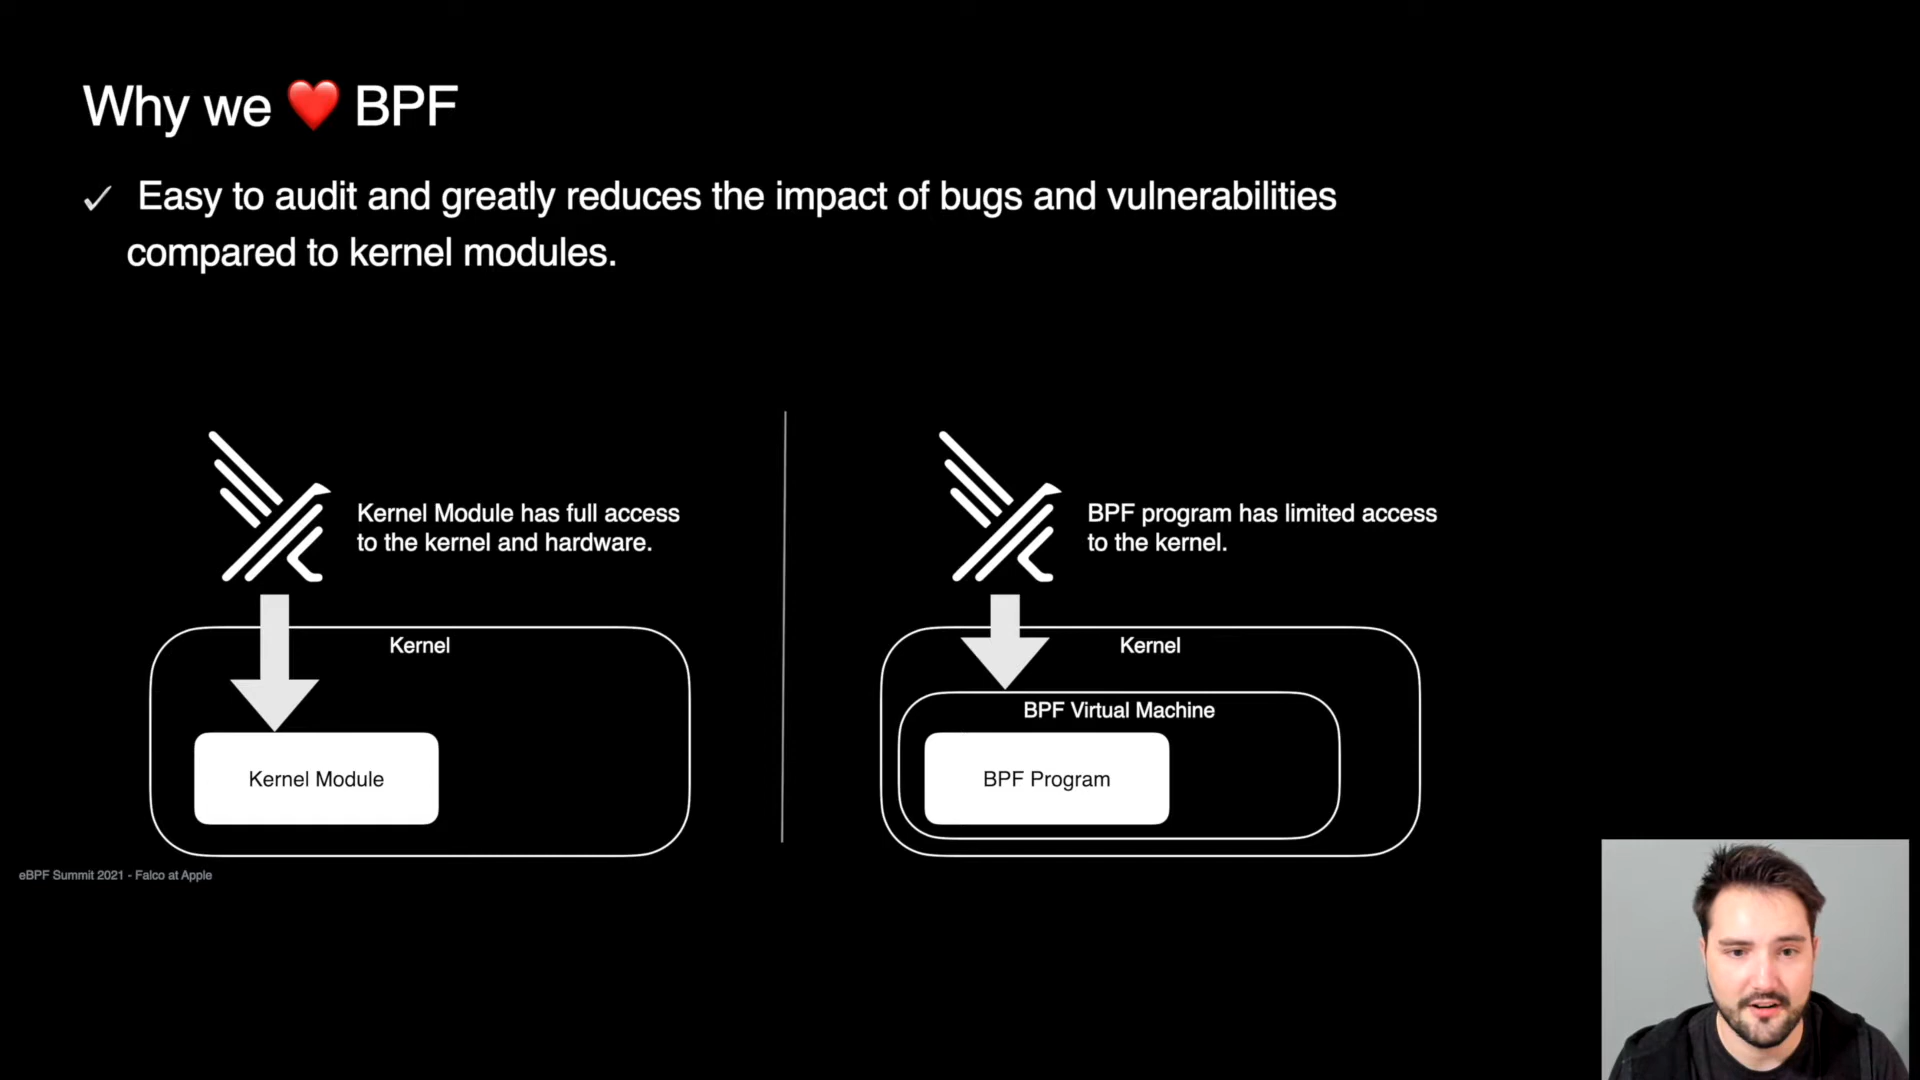 Why we ❤️ BPF
✓ Easy to audit and greatly reduces the impact of bugs and vulnerabilities
compared to kernel modules.
Kernel Module has full access
to the kernel and hardware.
Kernel
Kernel Module
BPF program has limited access
to the kernel.
Kernel
BPF Virtual Machine
BPF Program
eBPF Summit 2021 - Falco at Apple